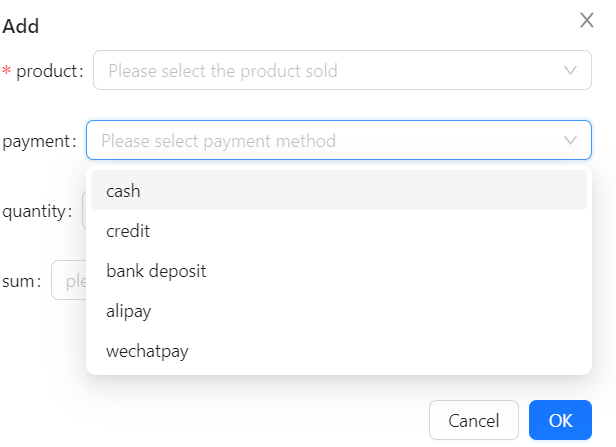 Add
* product:
Please select the product sold
payment:
Please select payment method
cash
credit
bank deposit
alipay
wechatpay
quantity:
sum:
Cancel
OK